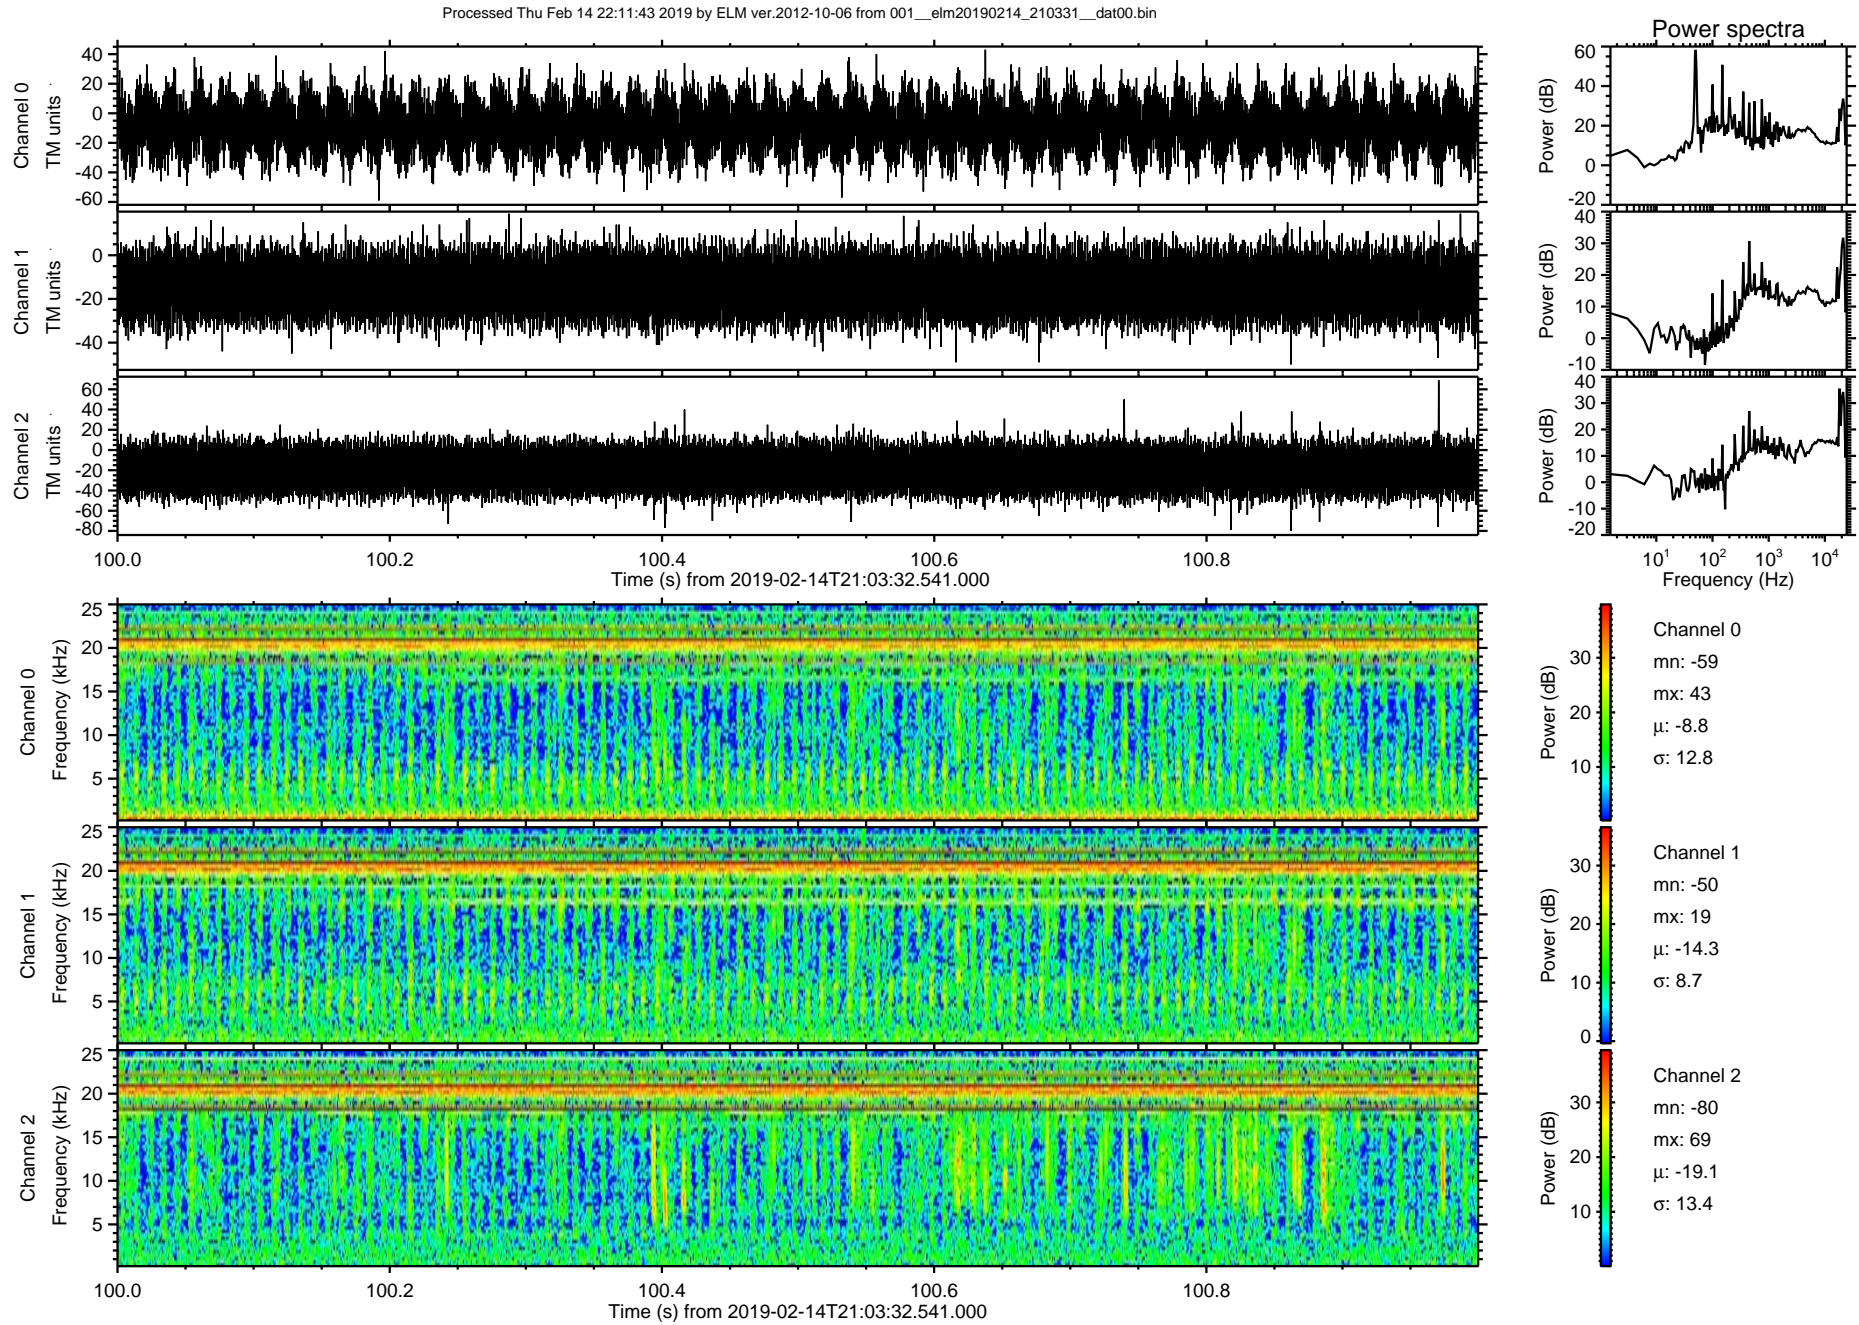 Processed Thu Feb 14 22:11:43 2019 by ELM ver.2012-10-06 from 001__elm20190214_210331__dat00.bin
Power spectra
Channel 0
TM units
40
20
0
-20
-40
-60
Power (dB)
60
40
20
0
-20
Channel 1
TM units
0
-20
-40
Power (dB)
40
30
20
10
0
-10
Channel 2
TM units
60
40
20
0
-20
-40
-60
-80
Power (dB)
40
30
20
10
0
-10
-20
100.0 100.2 100.4 100.6 100.8
Time (s) from 2019-02-14T21:03:32.541.000
10¹ 10² 10³ 10⁴
Frequency (Hz)
Channel 0
Frequency (kHz)
25
20
15
10
5
Power (dB)
30
20
10
Channel 0
mn: -59
mx: 43
μ: -8.8
σ: 12.8
Channel 1
Frequency (kHz)
25
20
15
10
5
Power (dB)
30
20
10
0
Channel 1
mn: -50
mx: 19
μ: -14.3
σ: 8.7
Channel 2
Frequency (kHz)
25
20
15
10
5
Power (dB)
30
20
10
Channel 2
mn: -80
mx: 69
μ: -19.1
σ: 13.4
100.0 100.2 100.4 100.6 100.8
Time (s) from 2019-02-14T21:03:32.541.000